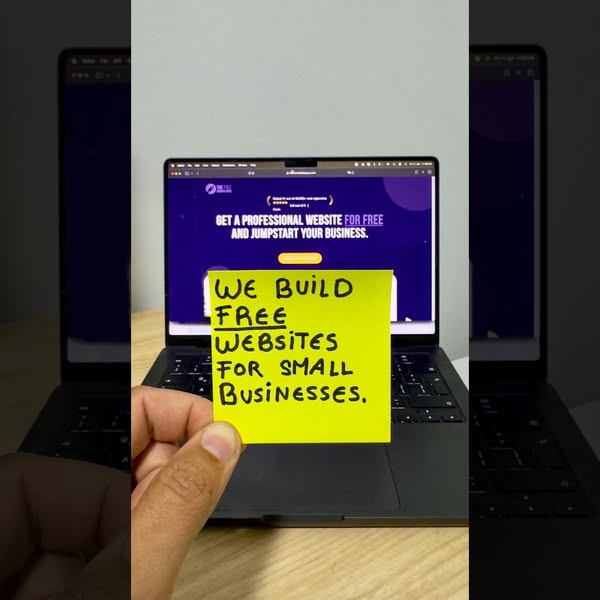 GET A PROFESSIONAL WEBSITE FOR FREE
AND JUMPSTART YOUR BUSINESS.
WE BUILD
FREE
WEBSITES
FOR SMALL
BUSINESSES.